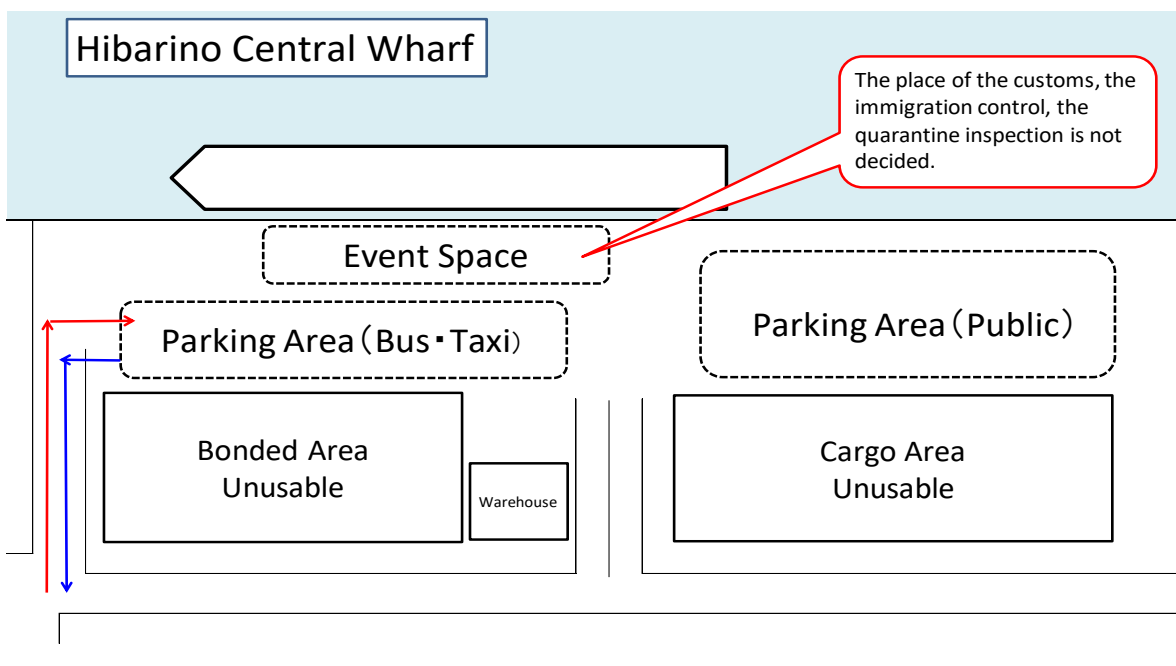 Hibarino Central Wharf
The place of the customs, the
immigration control, the
quarantine inspection is not
decided.
Event Space
Parking Area（Bus・Taxi）
Parking Area（Public）
Bonded Area
Unusable
Warehouse
Cargo Area
Unusable